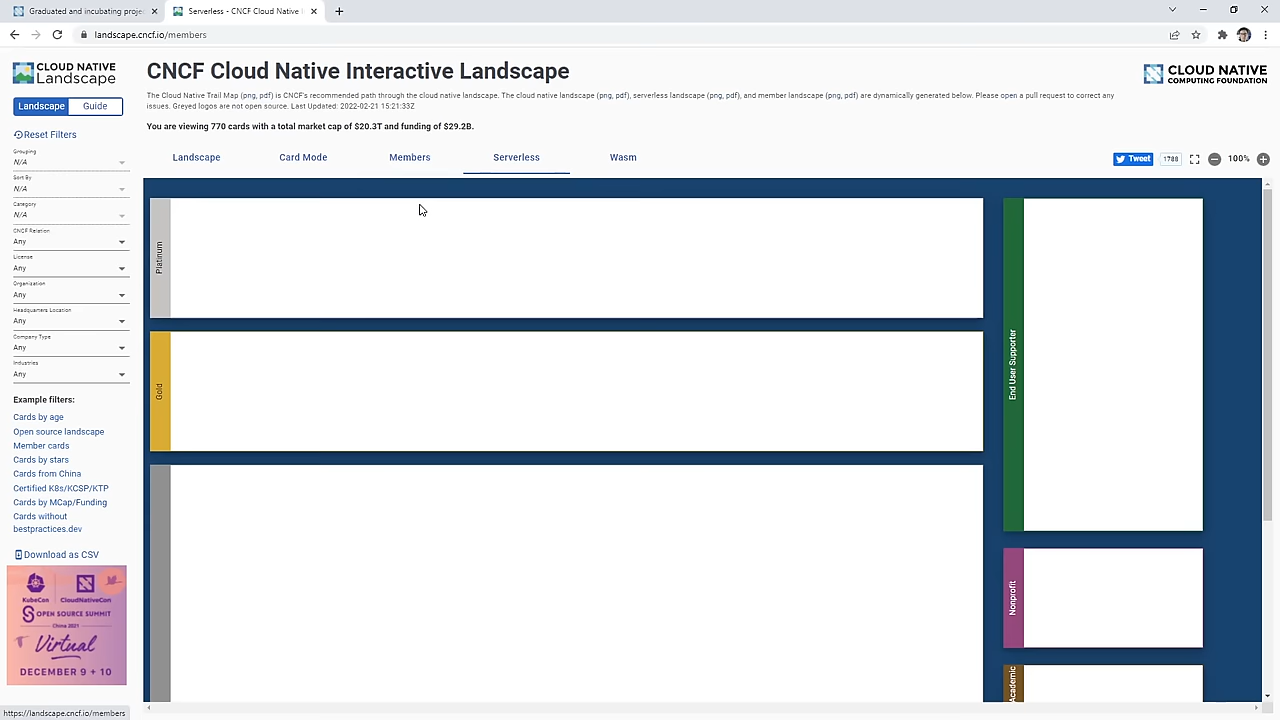 Graduated and incubating proje
Serverless - CNCF Cloud Native I
landscape.cncf.io/members
CLOUD NATIVE
Landscape
Landscape
Guide
Reset Filters
Grouping
N/A
Sort By
N/A
Category
N/A
CNCF Relation
Any
License
Any
Organization
Any
Headquarters Location
Any
Company Type
Any
Industries
Any
Example filters:
Cards by age
Open source landscape
Member cards
Cards by stars
Cards from China
Certified K8s/KCSP/KTP
Cards by MCap/Funding
Cards without
bestpractices.dev
Download as CSV
KubeCon
CloudNativeCon
OPEN SOURCE SUMMIT
China 2021
Virtual
DECEMBER 9 + 10
https://landscape.cncf.io/members
CNCF Cloud Native Interactive Landscape
CLOUD NATIVE
COMPUTING FOUNDATION
The Cloud Native Trail Map (png, pdf) is CNCF's recommended path through the cloud native landscape. The cloud native landscape (png, pdf), serverless landscape (png, pdf), and member landscape (png, pdf) are dynamically generated below. Please open a pull request to correct any
issues. Greyed logos are not open source. Last Updated: 2022-02-21 15:21:33Z
You are viewing 770 cards with a total market cap of $20.3T and funding of $29.2B.
Landscape
Card Mode
Members
Serverless
Wasm
Tweet
1788
100%
Platinum
Gold
End User Supporter
Nonprofit
Academic